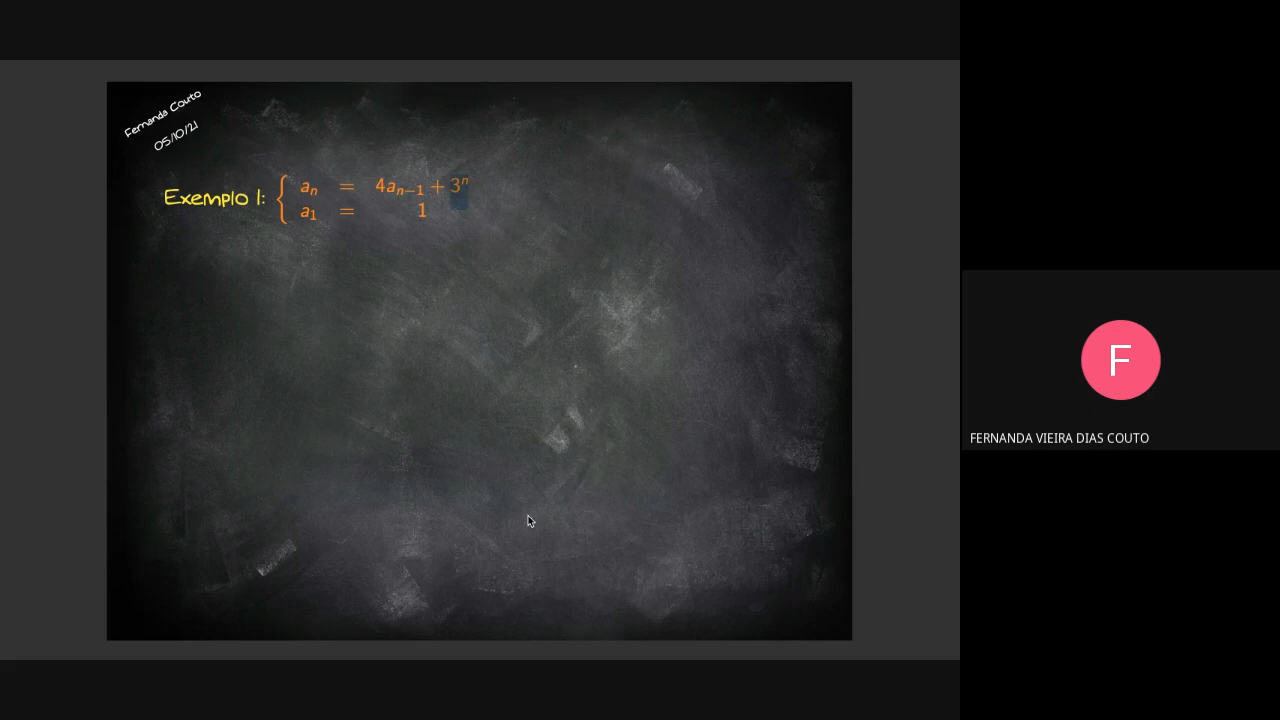 Fernanda Couto
05/10/21
Exemplo 1: { aₙ = 4aₙ₋₁ + 3ⁿ
a₁ = 1
F
FERNANDA VIEIRA DIAS COUTO